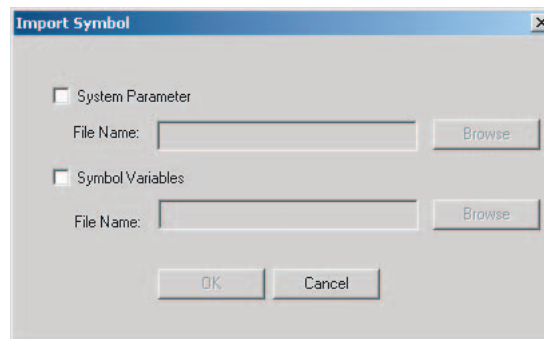 Import Symbol
System Parameter
File Name:
Browse
Symbol Variables
File Name:
Browse
OK
Cancel